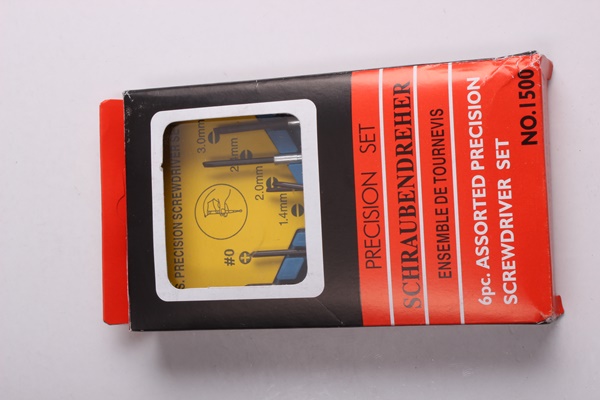 S. PRECISION SCREWDRIVER S
3.0mm
2.0mm
1.4mm
#0
PRECISION SET
SCHRAUBENDREHER
ENSEMBLE DE TOURNEVIS
6pc. ASSORTED PRECISION
SCREWDRIVER SET
NO.1500